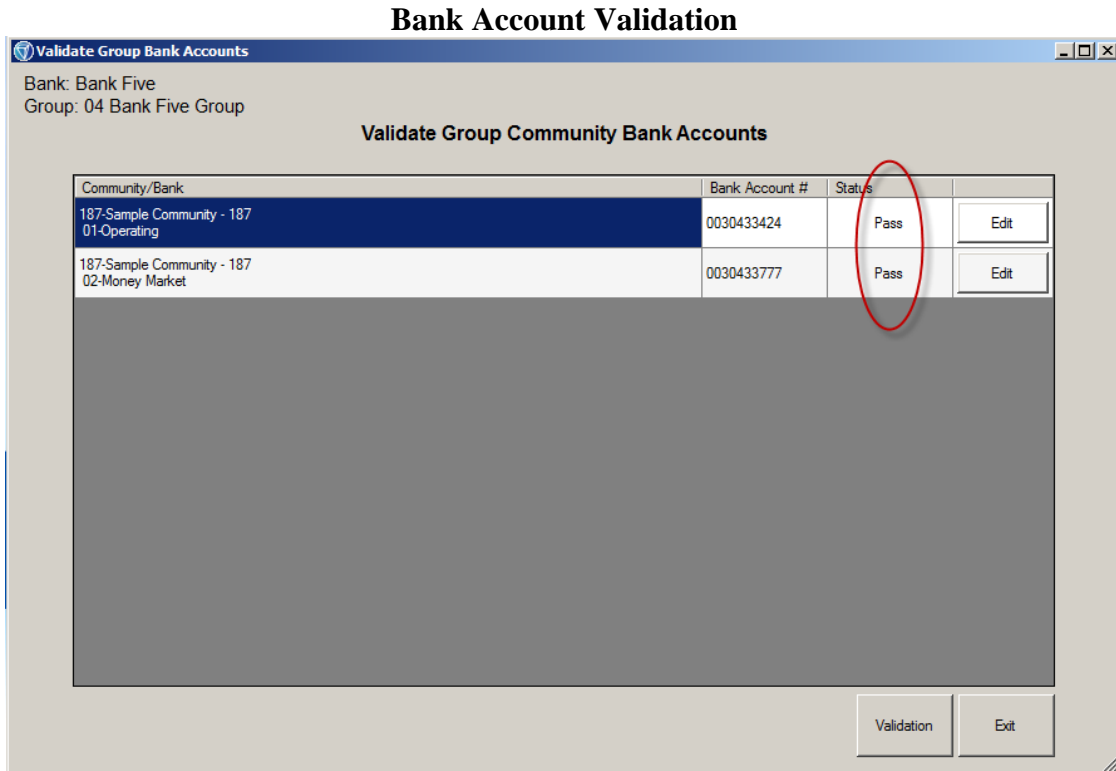 Bank Account Validation
Validate Group Bank Accounts
Bank: Bank Five
Group: 04 Bank Five Group
Validate Group Community Bank Accounts
Community/Bank Bank Account # Status
187-Sample Community - 187
01-Operating
0030433424 Pass Edit
187-Sample Community - 187
02-Money Market
0030433777 Pass Edit
Validation Exit